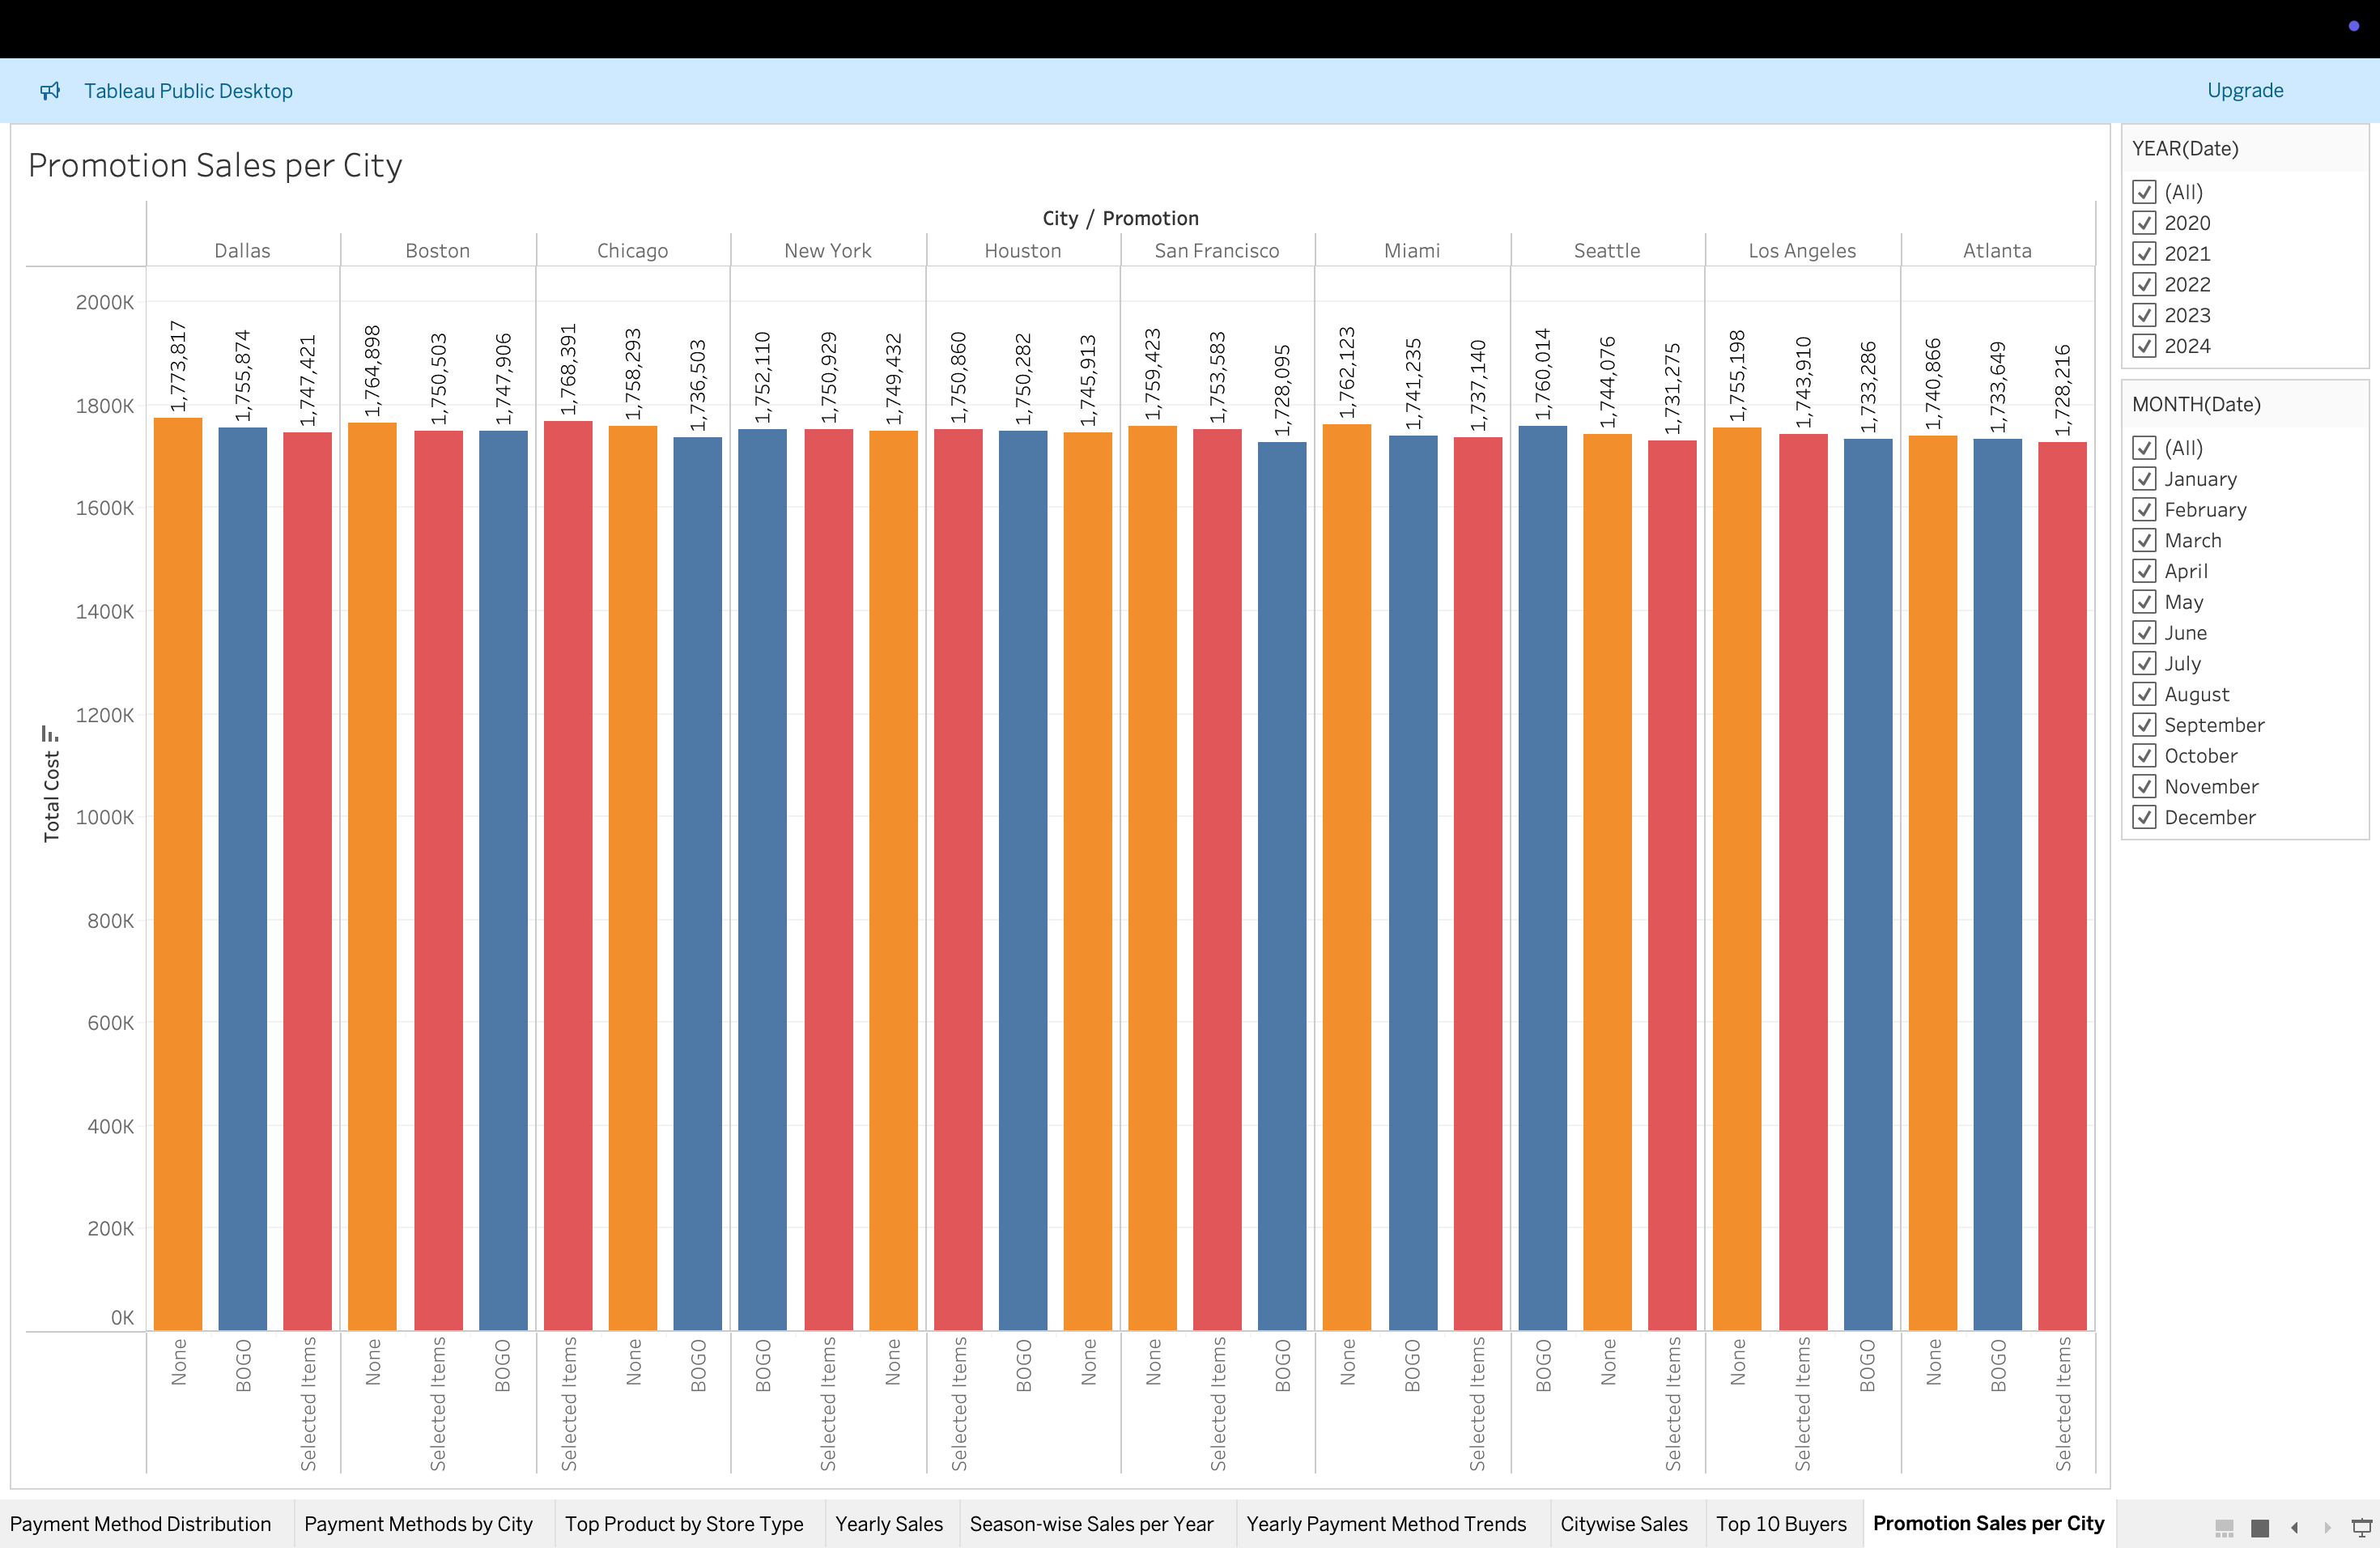 Tableau Public Desktop
Upgrade
Promotion Sales per City
City / Promotion
Dallas
Boston
Chicago
New York
Houston
San Francisco
Miami
Seattle
Los Angeles
Atlanta
Total Cost
2000K
1800K
1600K
1400K
1200K
1000K
800K
600K
400K
200K
0K
1,773,817
1,755,874
1,747,421
1,764,898
1,750,503
1,747,906
1,768,391
1,758,293
1,736,503
1,752,110
1,750,929
1,749,432
1,750,860
1,750,282
1,745,913
1,759,423
1,753,583
1,728,095
1,762,123
1,741,235
1,737,140
1,760,014
1,744,076
1,731,275
1,755,198
1,743,910
1,733,286
1,740,866
1,733,649
1,728,216
None
BOGO
Selected Items
None
Selected Items
BOGO
Selected Items
None
BOGO
BOGO
Selected Items
None
Selected Items
BOGO
None
None
Selected Items
BOGO
None
BOGO
Selected Items
BOGO
None
Selected Items
None
Selected Items
BOGO
None
BOGO
Selected Items
YEAR(Date)
(All)
2020
2021
2022
2023
2024
MONTH(Date)
(All)
January
February
March
April
May
June
July
August
September
October
November
December
Payment Method Distribution
Payment Methods by City
Top Product by Store Type
Yearly Sales
Season-wise Sales per Year
Yearly Payment Method Trends
Citywise Sales
Top 10 Buyers
Promotion Sales per City